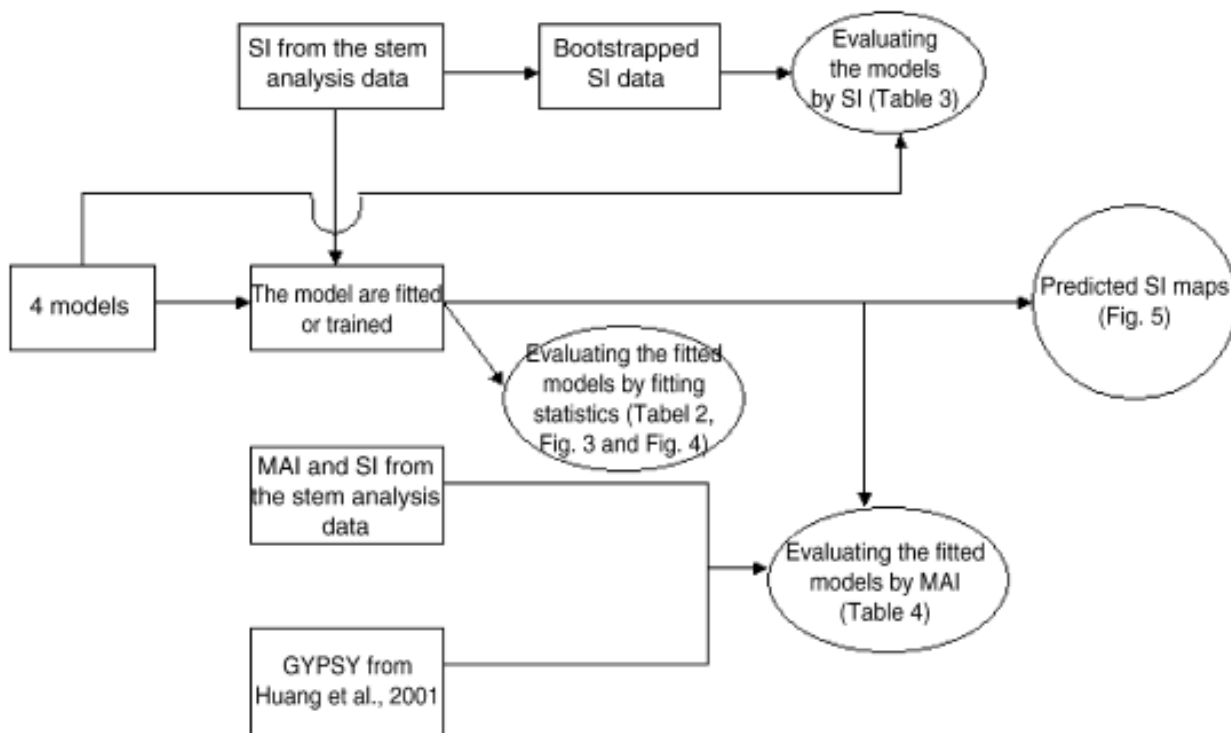 SI from the stem
analysis data
Bootstrapped
SI data
Evaluating
the models
by SI (Table 3)
4 models
The model are fitted
or trained
Predicted SI maps
(Fig. 5)
Evaluating the fitted
models by fitting
statistics (Tabel 2,
Fig. 3 and Fig. 4)
MAI and SI from
the stem analysis
data
Evaluating the fitted
models by MAI
(Table 4)
GYPSY from
Huang et al., 2001